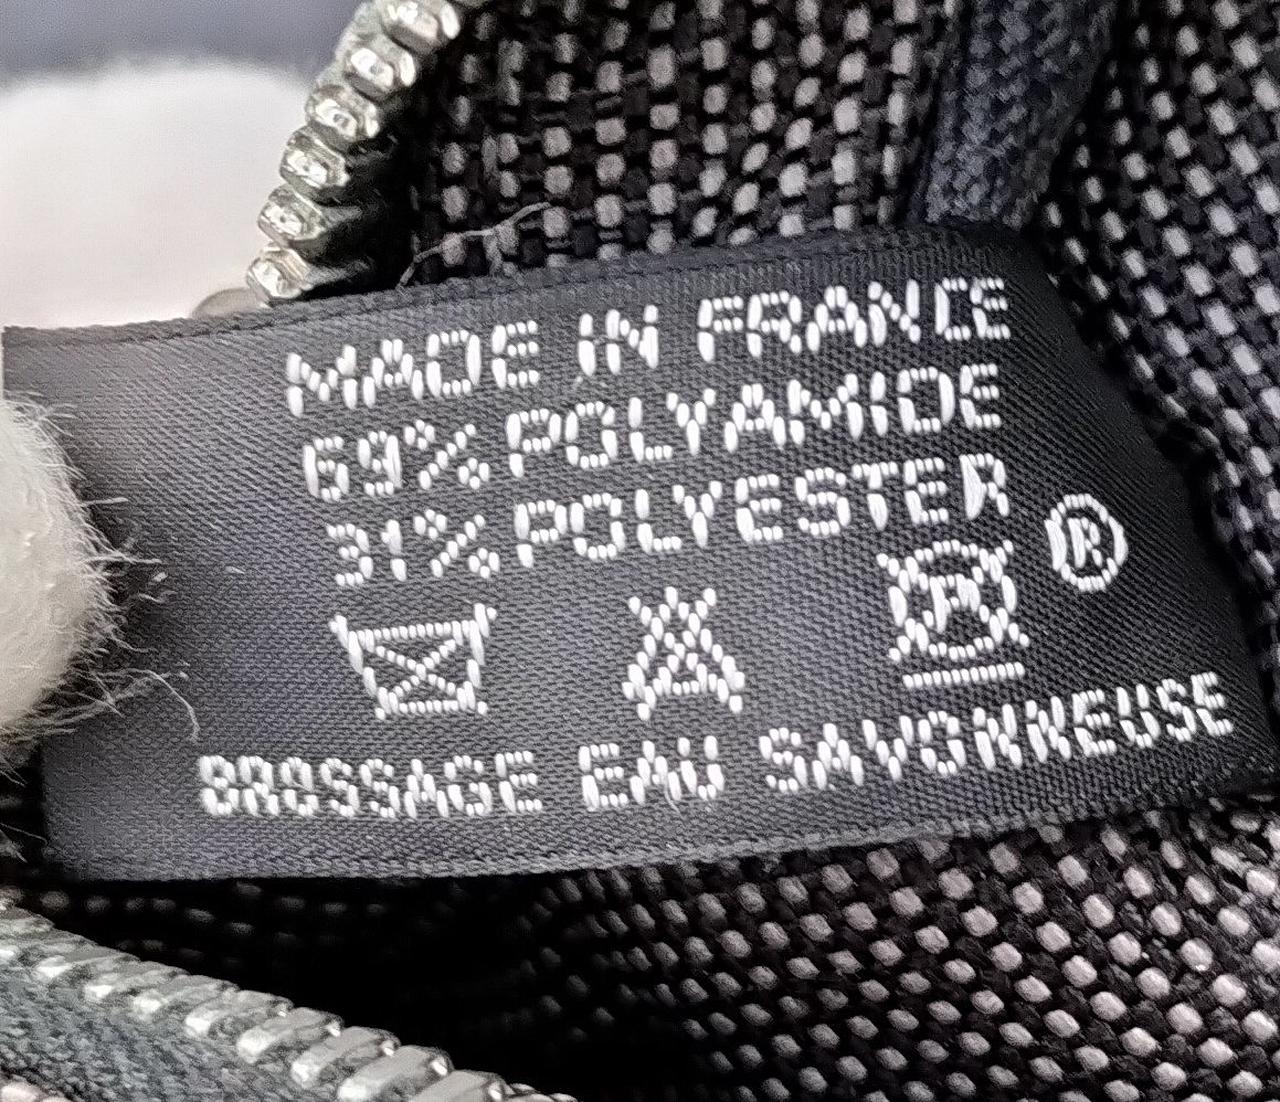 MADE IN FRANCE
69% POLYAMIDE
31% POLYESTER
®
P
BROSSAGE EAU SAVONNEUSE